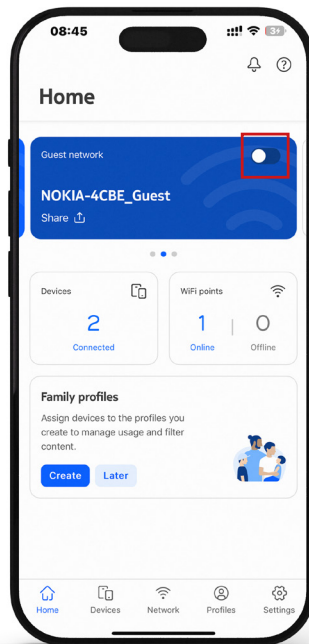 08:45
Home
Guest network
NOKIA-4CBE_Guest
Share
Devices
2
Connected
WiFi points
1
Online
0
Offline
Family profiles
Assign devices to the profiles you
create to manage usage and filter
content.
Create
Later
Home
Devices
Network
Profiles
Settings